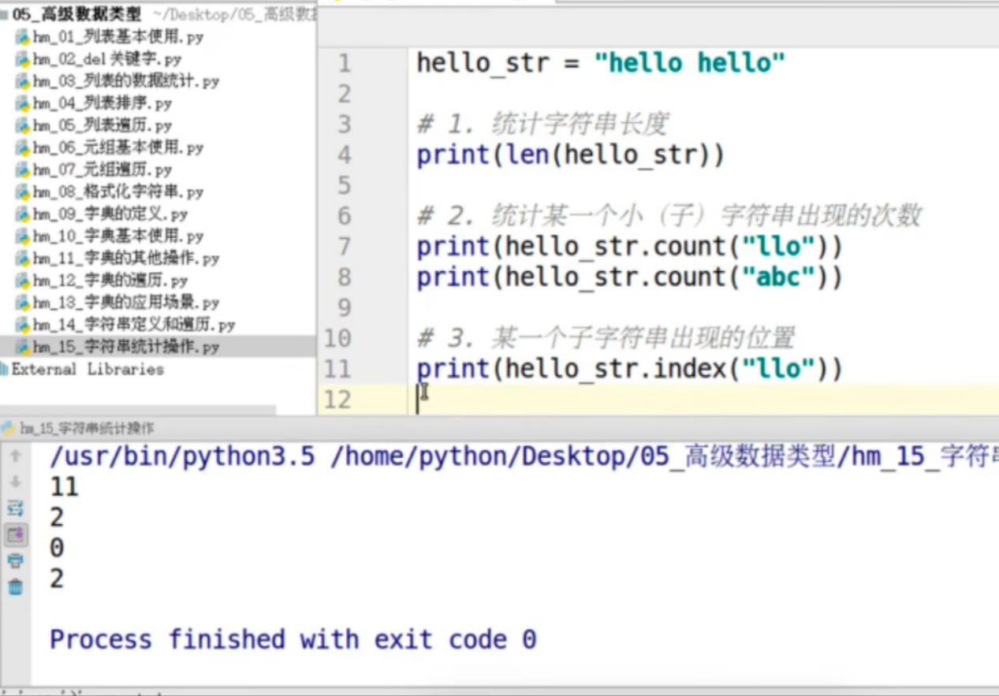 05_高级数据类型 ~/Desktop/05_高级数据
hm_01_列表基本使用.py
hm_02_del关键字.py
hm_03_列表的数据统计.py
hm_04_列表排序.py
hm_05_列表遍历.py
hm_06_元组基本使用.py
hm_07_元组遍历.py
hm_08_格式化字符串.py
hm_09_字典的定义.py
hm_10_字典基本使用.py
hm_11_字典的其他操作.py
hm_12_字典的遍历.py
hm_13_字典的应用场景.py
hm_14_字符串定义和遍历.py
hm_15_字符串统计操作.py
External Libraries
1 hello_str = "hello hello"
2
3 # 1. 统计字符串长度
4 print(len(hello_str))
5
6 # 2. 统计某一个小（子）字符串出现的次数
7 print(hello_str.count("llo"))
8 print(hello_str.count("abc"))
9
10 # 3. 某一个子字符串出现的位置
11 print(hello_str.index("llo"))
12
hm_15_字符串统计操作
/usr/bin/python3.5 /home/python/Desktop/05_高级数据类型/hm_15_字符串
11
2
0
2
Process finished with exit code 0